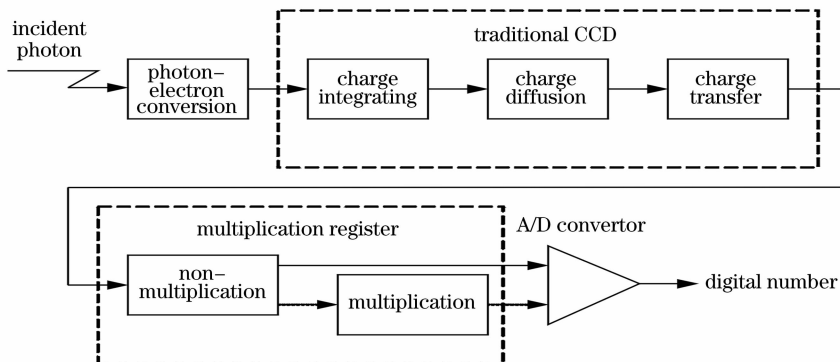 incident
photon
traditional CCD
photon–
electron
conversion
charge
integrating
charge
diffusion
charge
transfer
multiplication register
A/D convertor
non–
multiplication
multiplication
digital number